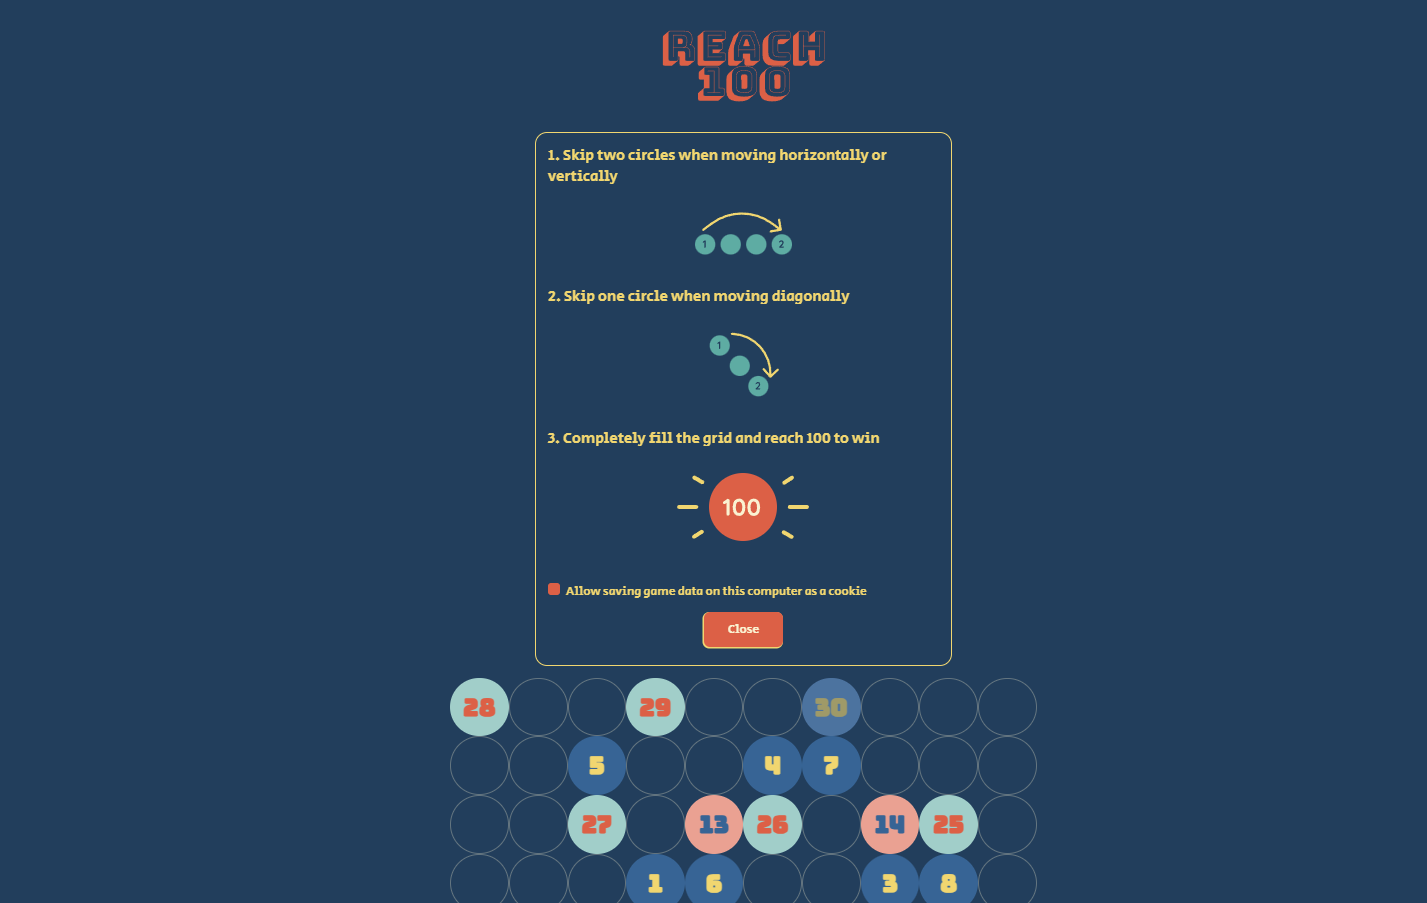 REACH
100
1. Skip two circles when moving horizontally or
vertically
1 2
2. Skip one circle when moving diagonally
1
2
3. Completely fill the grid and reach 100 to win
100
Allow saving game data on this computer as a cookie
Close
28 29 30
5 4 7
27 13 26 14 25
1 6 3 8